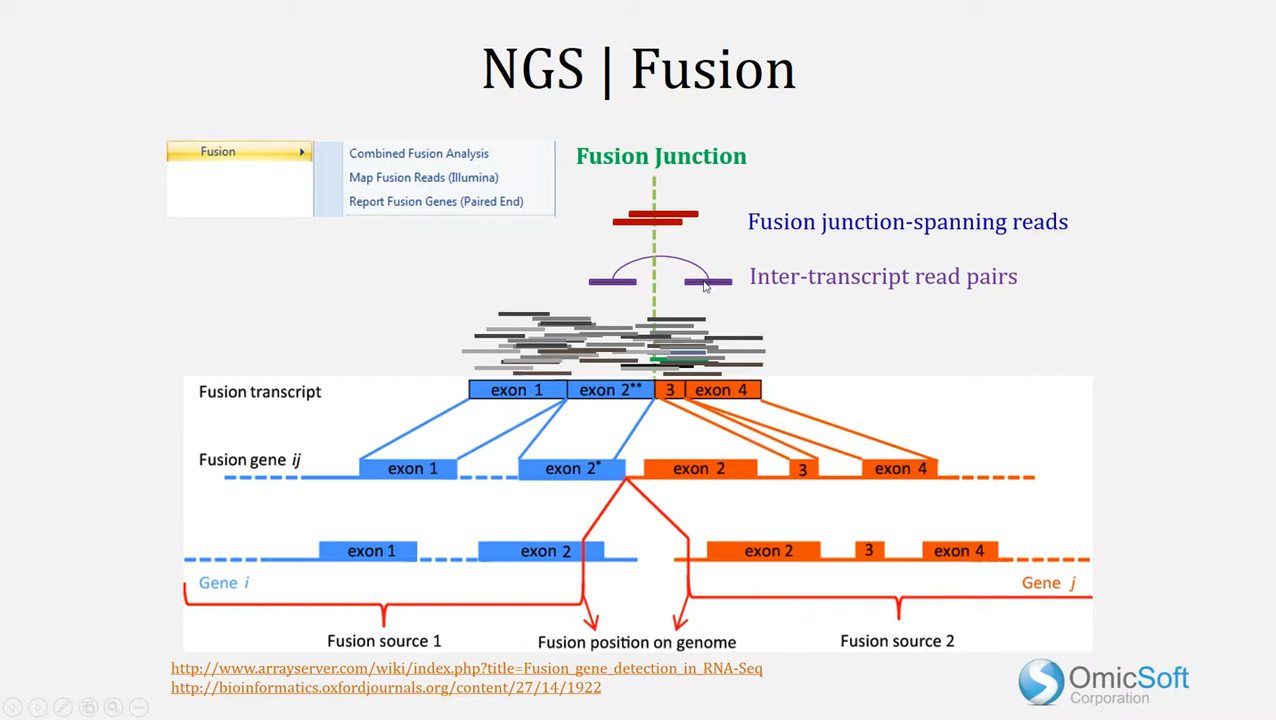 NGS | Fusion
Fusion
Combined Fusion Analysis
Map Fusion Reads (Illumina)
Report Fusion Genes (Paired End)
Fusion Junction
Fusion junction-spanning reads
Inter-transcript read pairs
Fusion transcript
exon 1 exon 2** 3 exon 4
Fusion gene ij
exon 1 exon 2* exon 2 3 exon 4
exon 1 exon 2 exon 2 3 exon 4
Gene i Gene j
Fusion source 1 Fusion position on genome Fusion source 2
http://www.arrayserver.com/wiki/index.php?title=Fusion_gene_detection_in_RNA-Seq
http://bioinformatics.oxfordjournals.org/content/27/14/1922
OmicSoft
Corporation